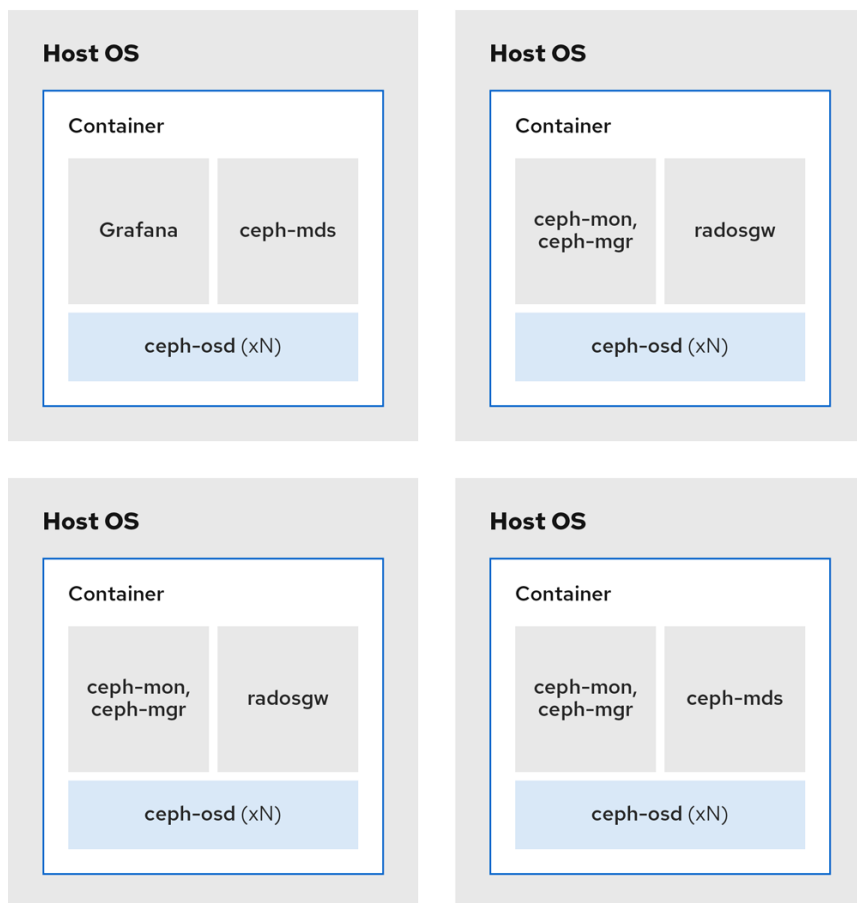 Host OS
Container
Grafana
ceph-mds
ceph-osd (xN)
Host OS
Container
ceph-mon,
ceph-mgr
radosgw
ceph-osd (xN)
Host OS
Container
ceph-mon,
ceph-mgr
radosgw
ceph-osd (xN)
Host OS
Container
ceph-mon,
ceph-mgr
ceph-mds
ceph-osd (xN)